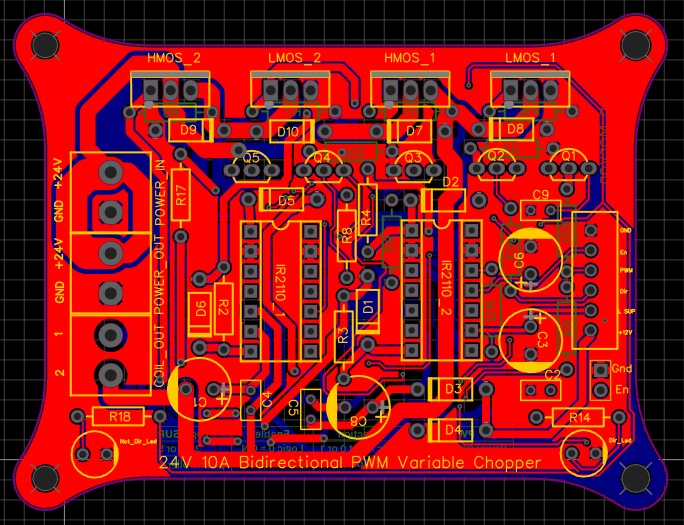 HMOS_2 LMOS_2 HMOS_1 LMOS_1
D9 D10 D7 D8
Q5 Q4 Q3 Q2 Q1
+24V
GND
+24V
GND
1
2
COIL_OUT POWER_OUT POWER_IN
R17
D5
R8
R4
D2
C9
IR2110_1
IR2110_2
C6
GND
En
PWM
Dir
L SUP
+12V
D6
R2
D1
R3
C3
C1
C4
C5
C8
D3
C2
Gnd
En
R18
D4
R14
Not_Dir_Led
Dir_Led
24V 10A Bidirectional PWM Variable Chopper